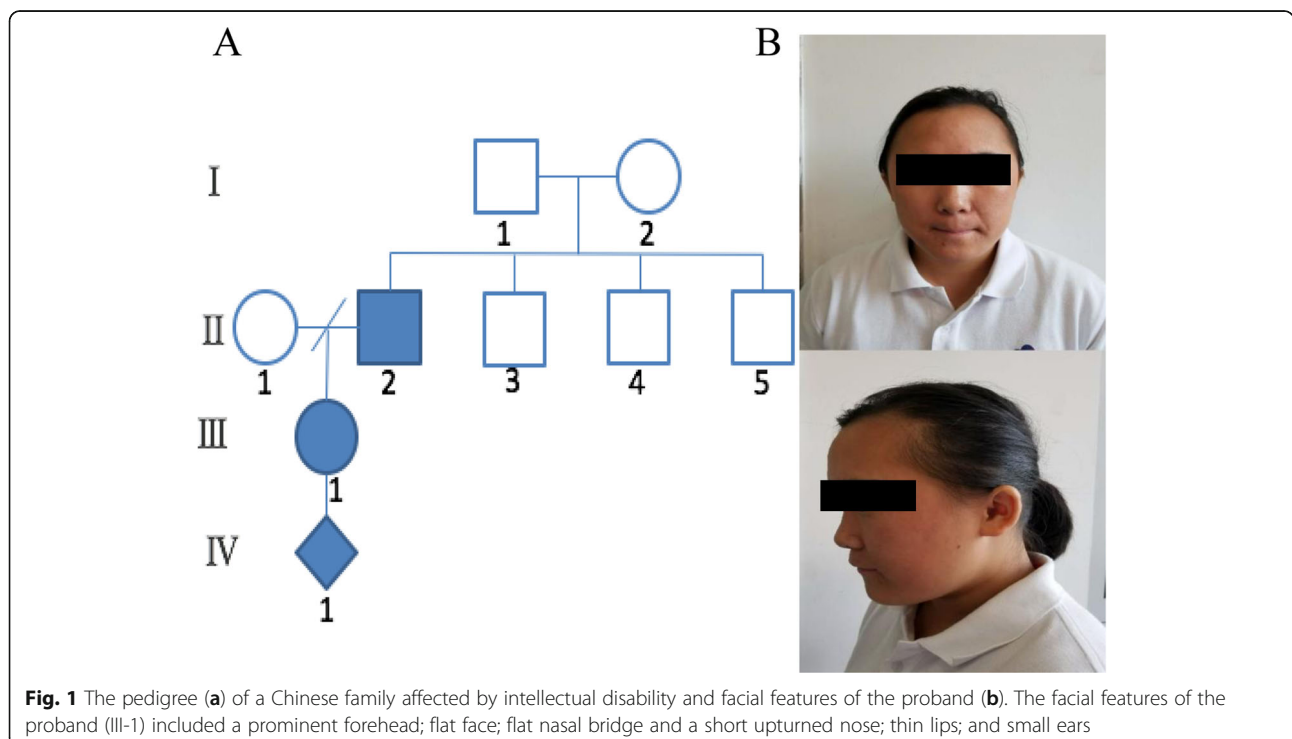 A
B
I
1
2
II
1
2
3
4
5
III
1
IV
1
Fig. 1 The pedigree (a) of a Chinese family affected by intellectual disability and facial features of the proband (b). The facial features of the
proband (III-1) included a prominent forehead; flat face; flat nasal bridge and a short upturned nose; thin lips; and small ears